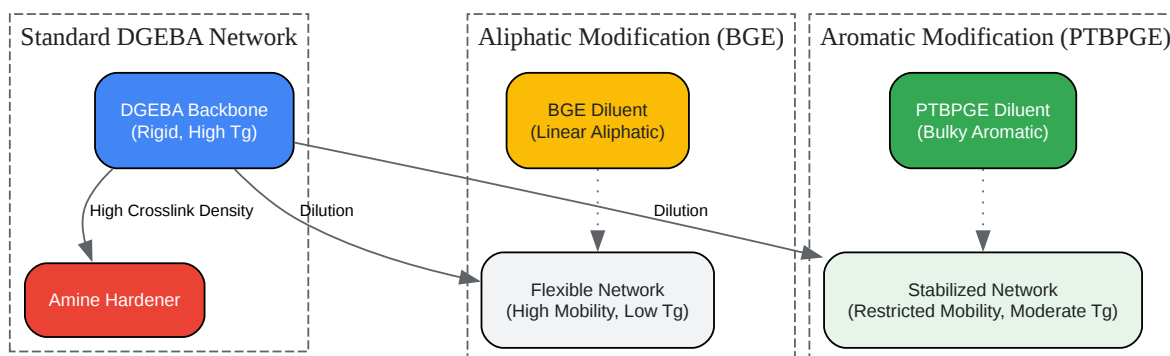 Standard DGEBA Network
Aliphatic Modification (BGE)
Aromatic Modification (PTBPGE)
DGEBA Backbone
(Rigid, High Tg)
BGE Diluent
(Linear Aliphatic)
PTBPGE Diluent
(Bulky Aromatic)
High Crosslink Density
Dilution
Dilution
Amine Hardener
Flexible Network
(High Mobility, Low Tg)
Stabilized Network
(Restricted Mobility, Moderate Tg)